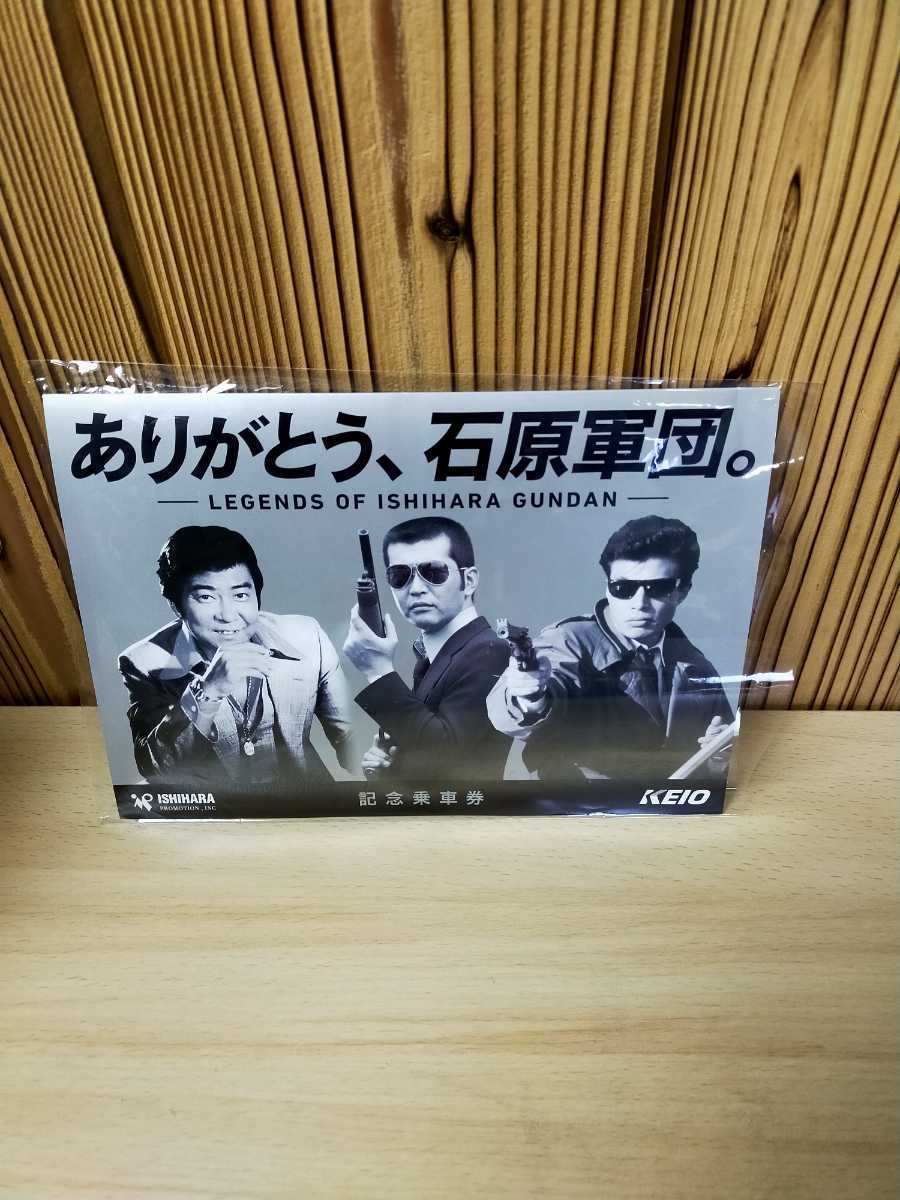 ありがとう、石原軍団。
LEGENDS OF ISHIHARA GUNDAN
ISHIHARA
PROMOTION, INC
記念乗車券
KEIO